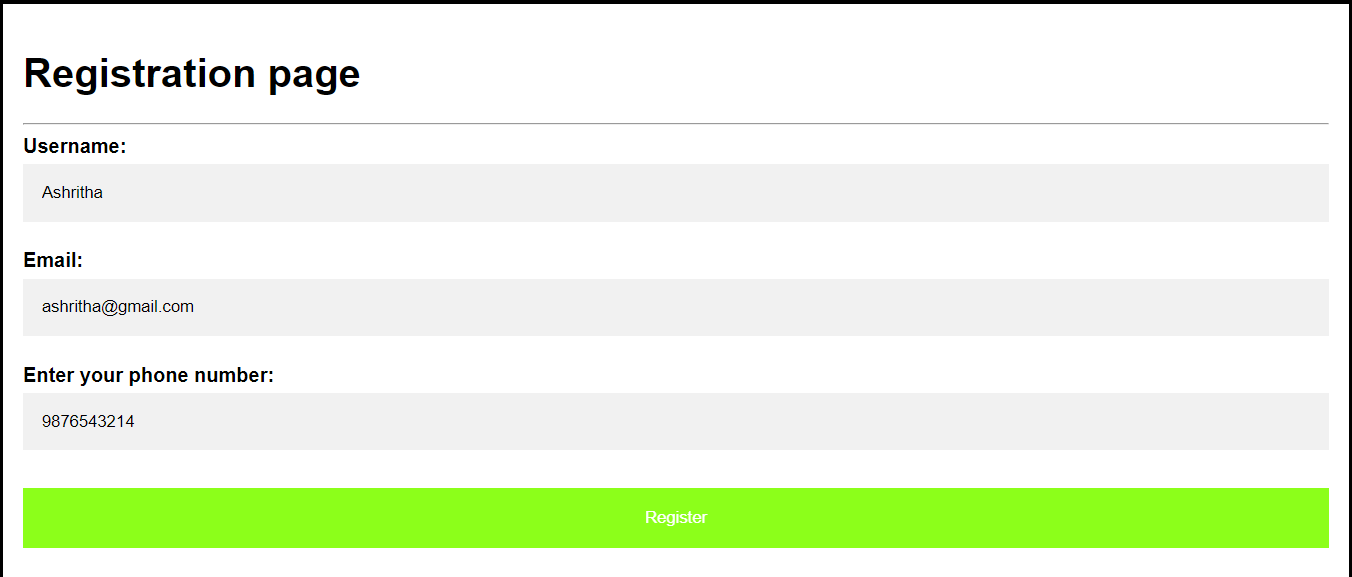 Registration page
Username:
Ashritha
Email:
ashritha@gmail.com
Enter your phone number:
9876543214
Register